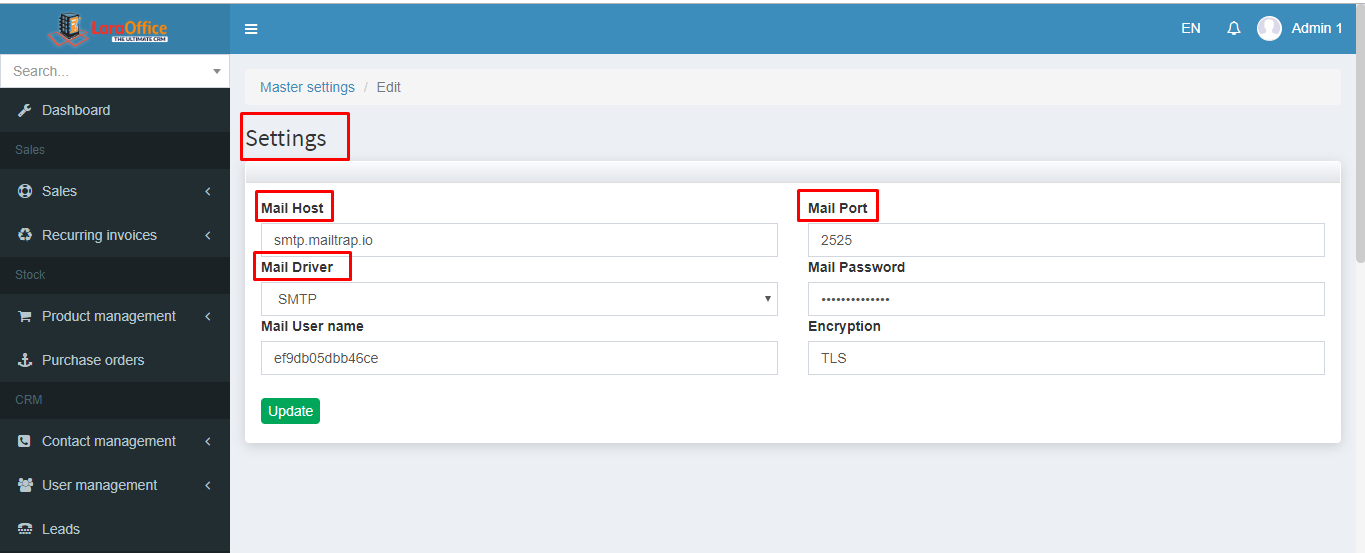 LaraOffice
THE ULTIMATE CRM
EN
Admin 1
Search...
Master settings / Edit
Dashboard
Settings
Sales
Sales
Recurring invoices
Stock
Product management
Purchase orders
CRM
Contact management
User management
Leads
Mail Host
Mail Port
smtp.mailtrap.io
2525
Mail Driver
Mail Password
SMTP
••••••••••••••
Mail User name
Encryption
ef9db05dbb46ce
TLS
Update